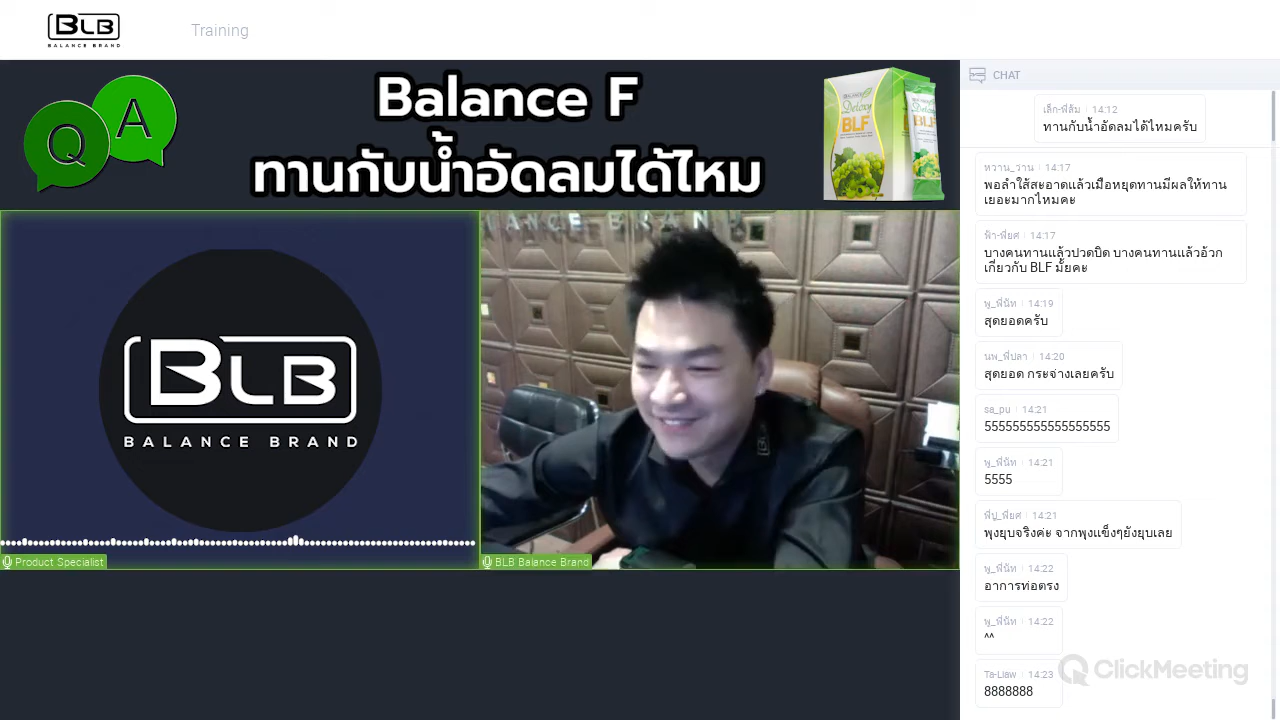 BLB
BALANCE BRAND
Training
Q A
Balance F
ทานกับน้ำอัดลมได้ไหม
Detoxy
BLF
BLB
BALANCE BRAND
Product Specialist
BLB Balance Brand
CHAT
เล็ก-พี่ส้ม 14:12
ทานกับน้ำอัดลมได้ไหมครับ
หวาน_ว่าน 14:17
พอลำไส้สะอาดแล้วเมื่อหยุดทานมีผลให้ทาน
เยอะมากไหมคะ
ฟ้า-พี่ยศ 14:17
บางคนทานแล้วปวดบิด บางคนทานแล้วอ้วก
เกี่ยวกับ BLF มั้ยคะ
พู_พี่นัท 14:19
สุดยอดครับ
นพ_พี่ปลา 14:20
สุดยอด กระจ่างเลยครับ
sa_pu 14:21
5555555555555555555
พู_พี่นัท 14:21
5555
พี่ปู_พี่ยศ 14:21
พุงยุบจริงค่ะ จากพุงแข็งๆยังยุบเลย
พู_พี่นัท 14:22
อาการท่อตรง
พู_พี่นัท 14:22
^^
Ta-Liaw 14:23
8888888
ClickMeeting